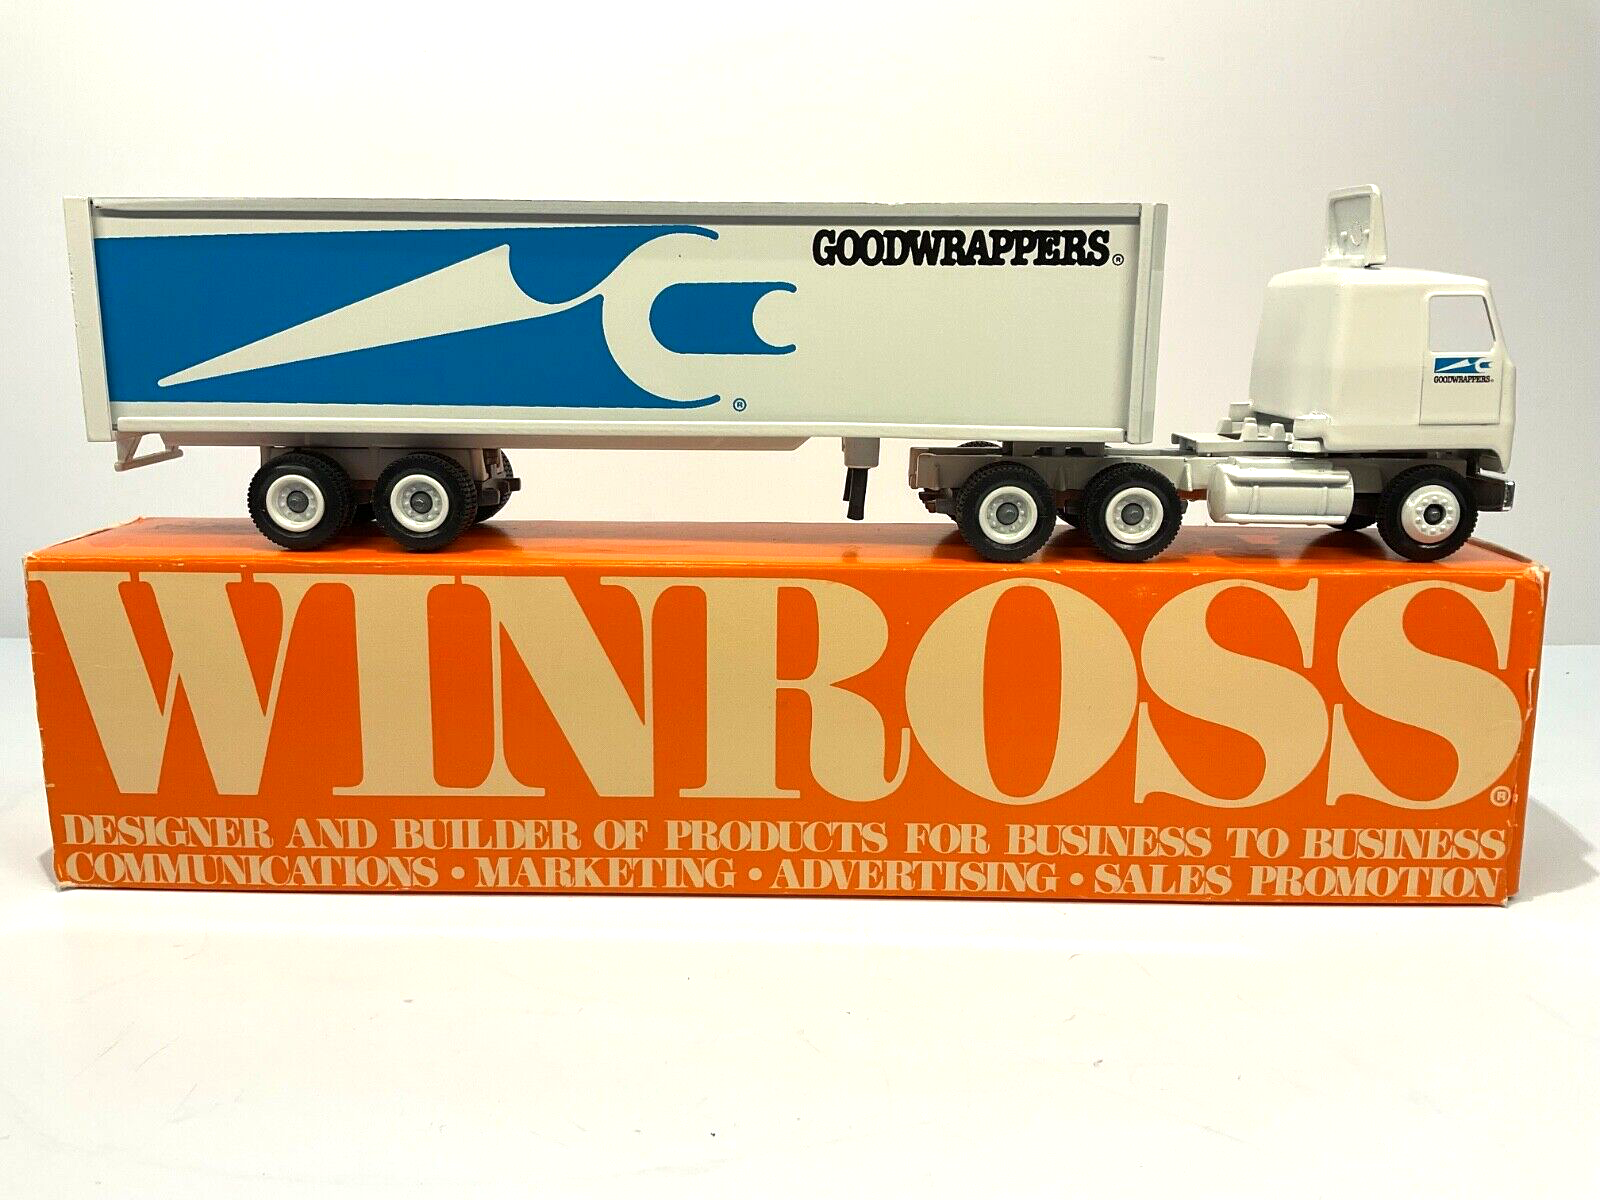 GOODWRAPPERS®
®
GOODWRAPPERS®
WINROSS®
DESIGNER AND BUILDER OF PRODUCTS FOR BUSINESS TO BUSINESS
COMMUNICATIONS • MARKETING • ADVERTISING • SALES PROMOTION